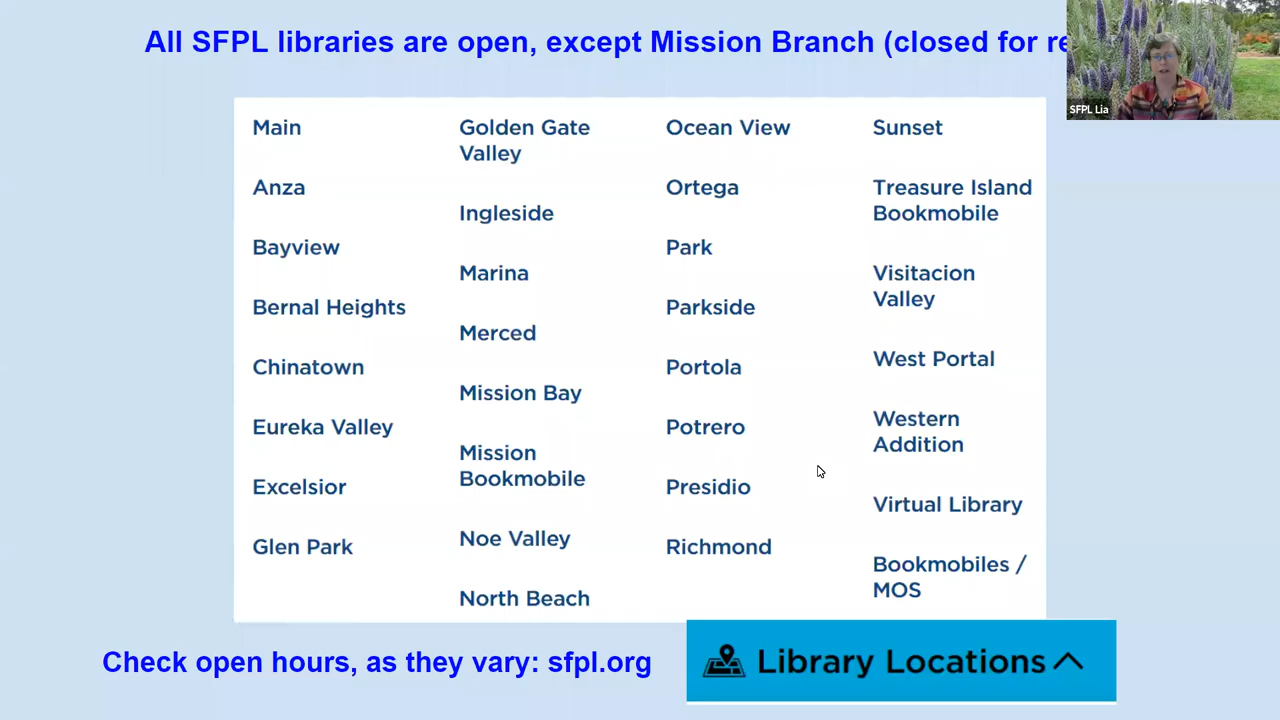 All SFPL libraries are open, except Mission Branch (closed for
SFPL Lia
Main
Anza
Bayview
Bernal Heights
Chinatown
Eureka Valley
Excelsior
Glen Park
Golden Gate
Valley
Ingleside
Marina
Merced
Mission Bay
Mission
Bookmobile
Noe Valley
North Beach
Ocean View
Ortega
Park
Parkside
Portola
Potrero
Presidio
Richmond
Sunset
Treasure Island
Bookmobile
Visitacion
Valley
West Portal
Western
Addition
Virtual Library
Bookmobiles /
MOS
Check open hours, as they vary: sfpl.org
Library Locations